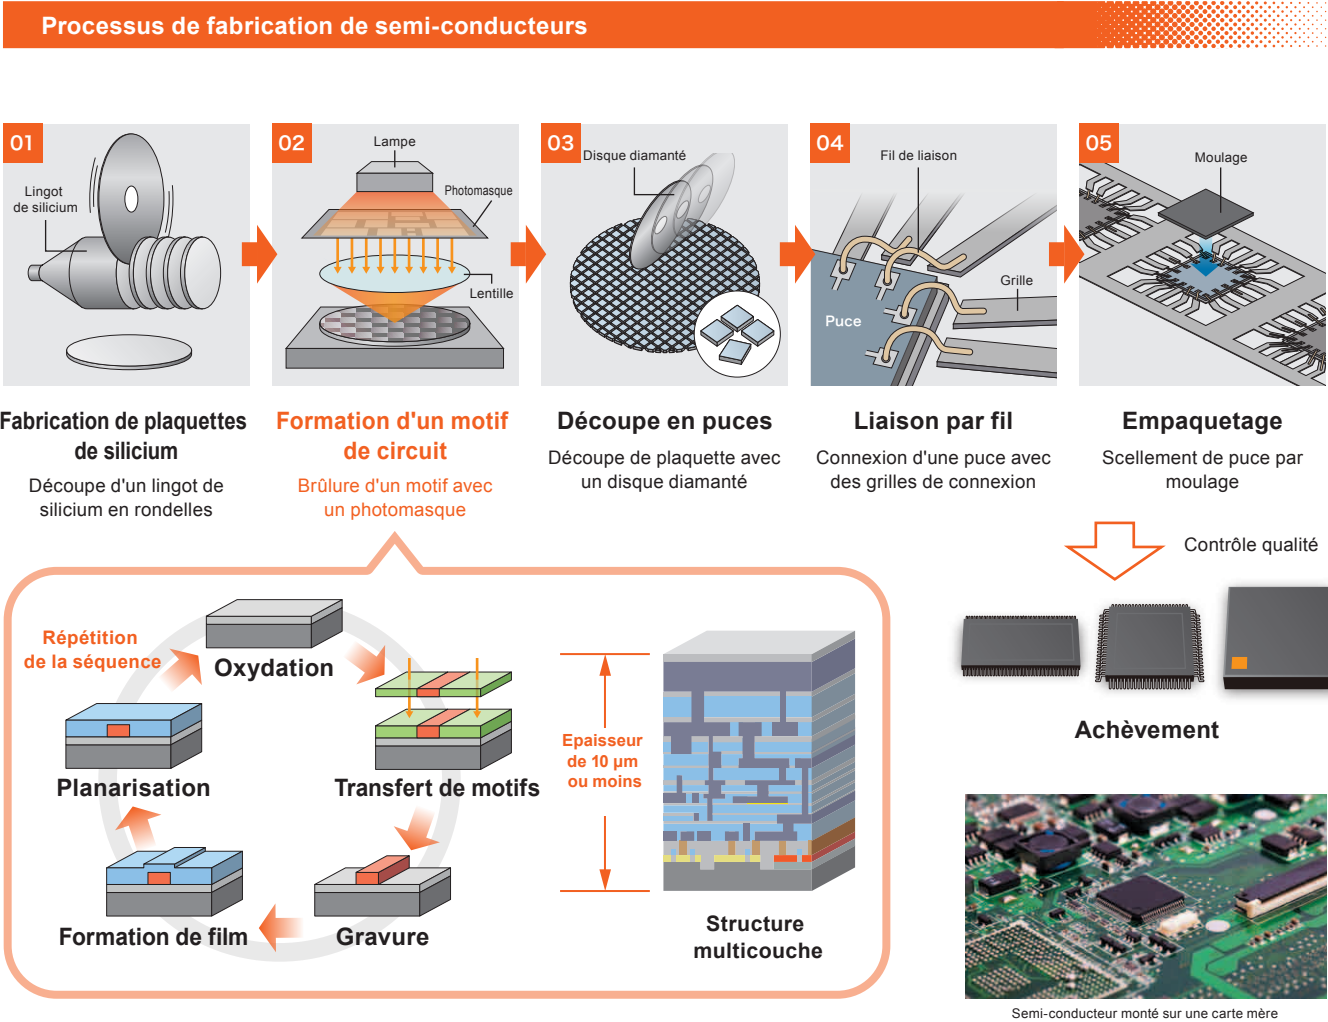 Processus de fabrication de semi-conducteurs
01
Lingot
de silicium
02
Lampe
Photomasque
Lentille
03
Disque diamanté
04
Fil de liaison
Grille
Puce
05
Moulage
Fabrication de plaquettes
de silicium
Découpe d'un lingot de
silicium en rondelles
Formation d'un motif
de circuit
Brûlure d'un motif avec
un photomasque
Découpe en puces
Découpe de plaquette avec
un disque diamanté
Liaison par fil
Connexion d'une puce avec
des grilles de connexion
Empaquetage
Scellement de puce par
moulage
Contrôle qualité
Achèvement
Répétition
de la séquence
Oxydation
Transfert de motifs
Gravure
Formation de film
Planarisation
Epaisseur
de 10 µm
ou moins
Structure
multicouche
Semi-conducteur monté sur une carte mère